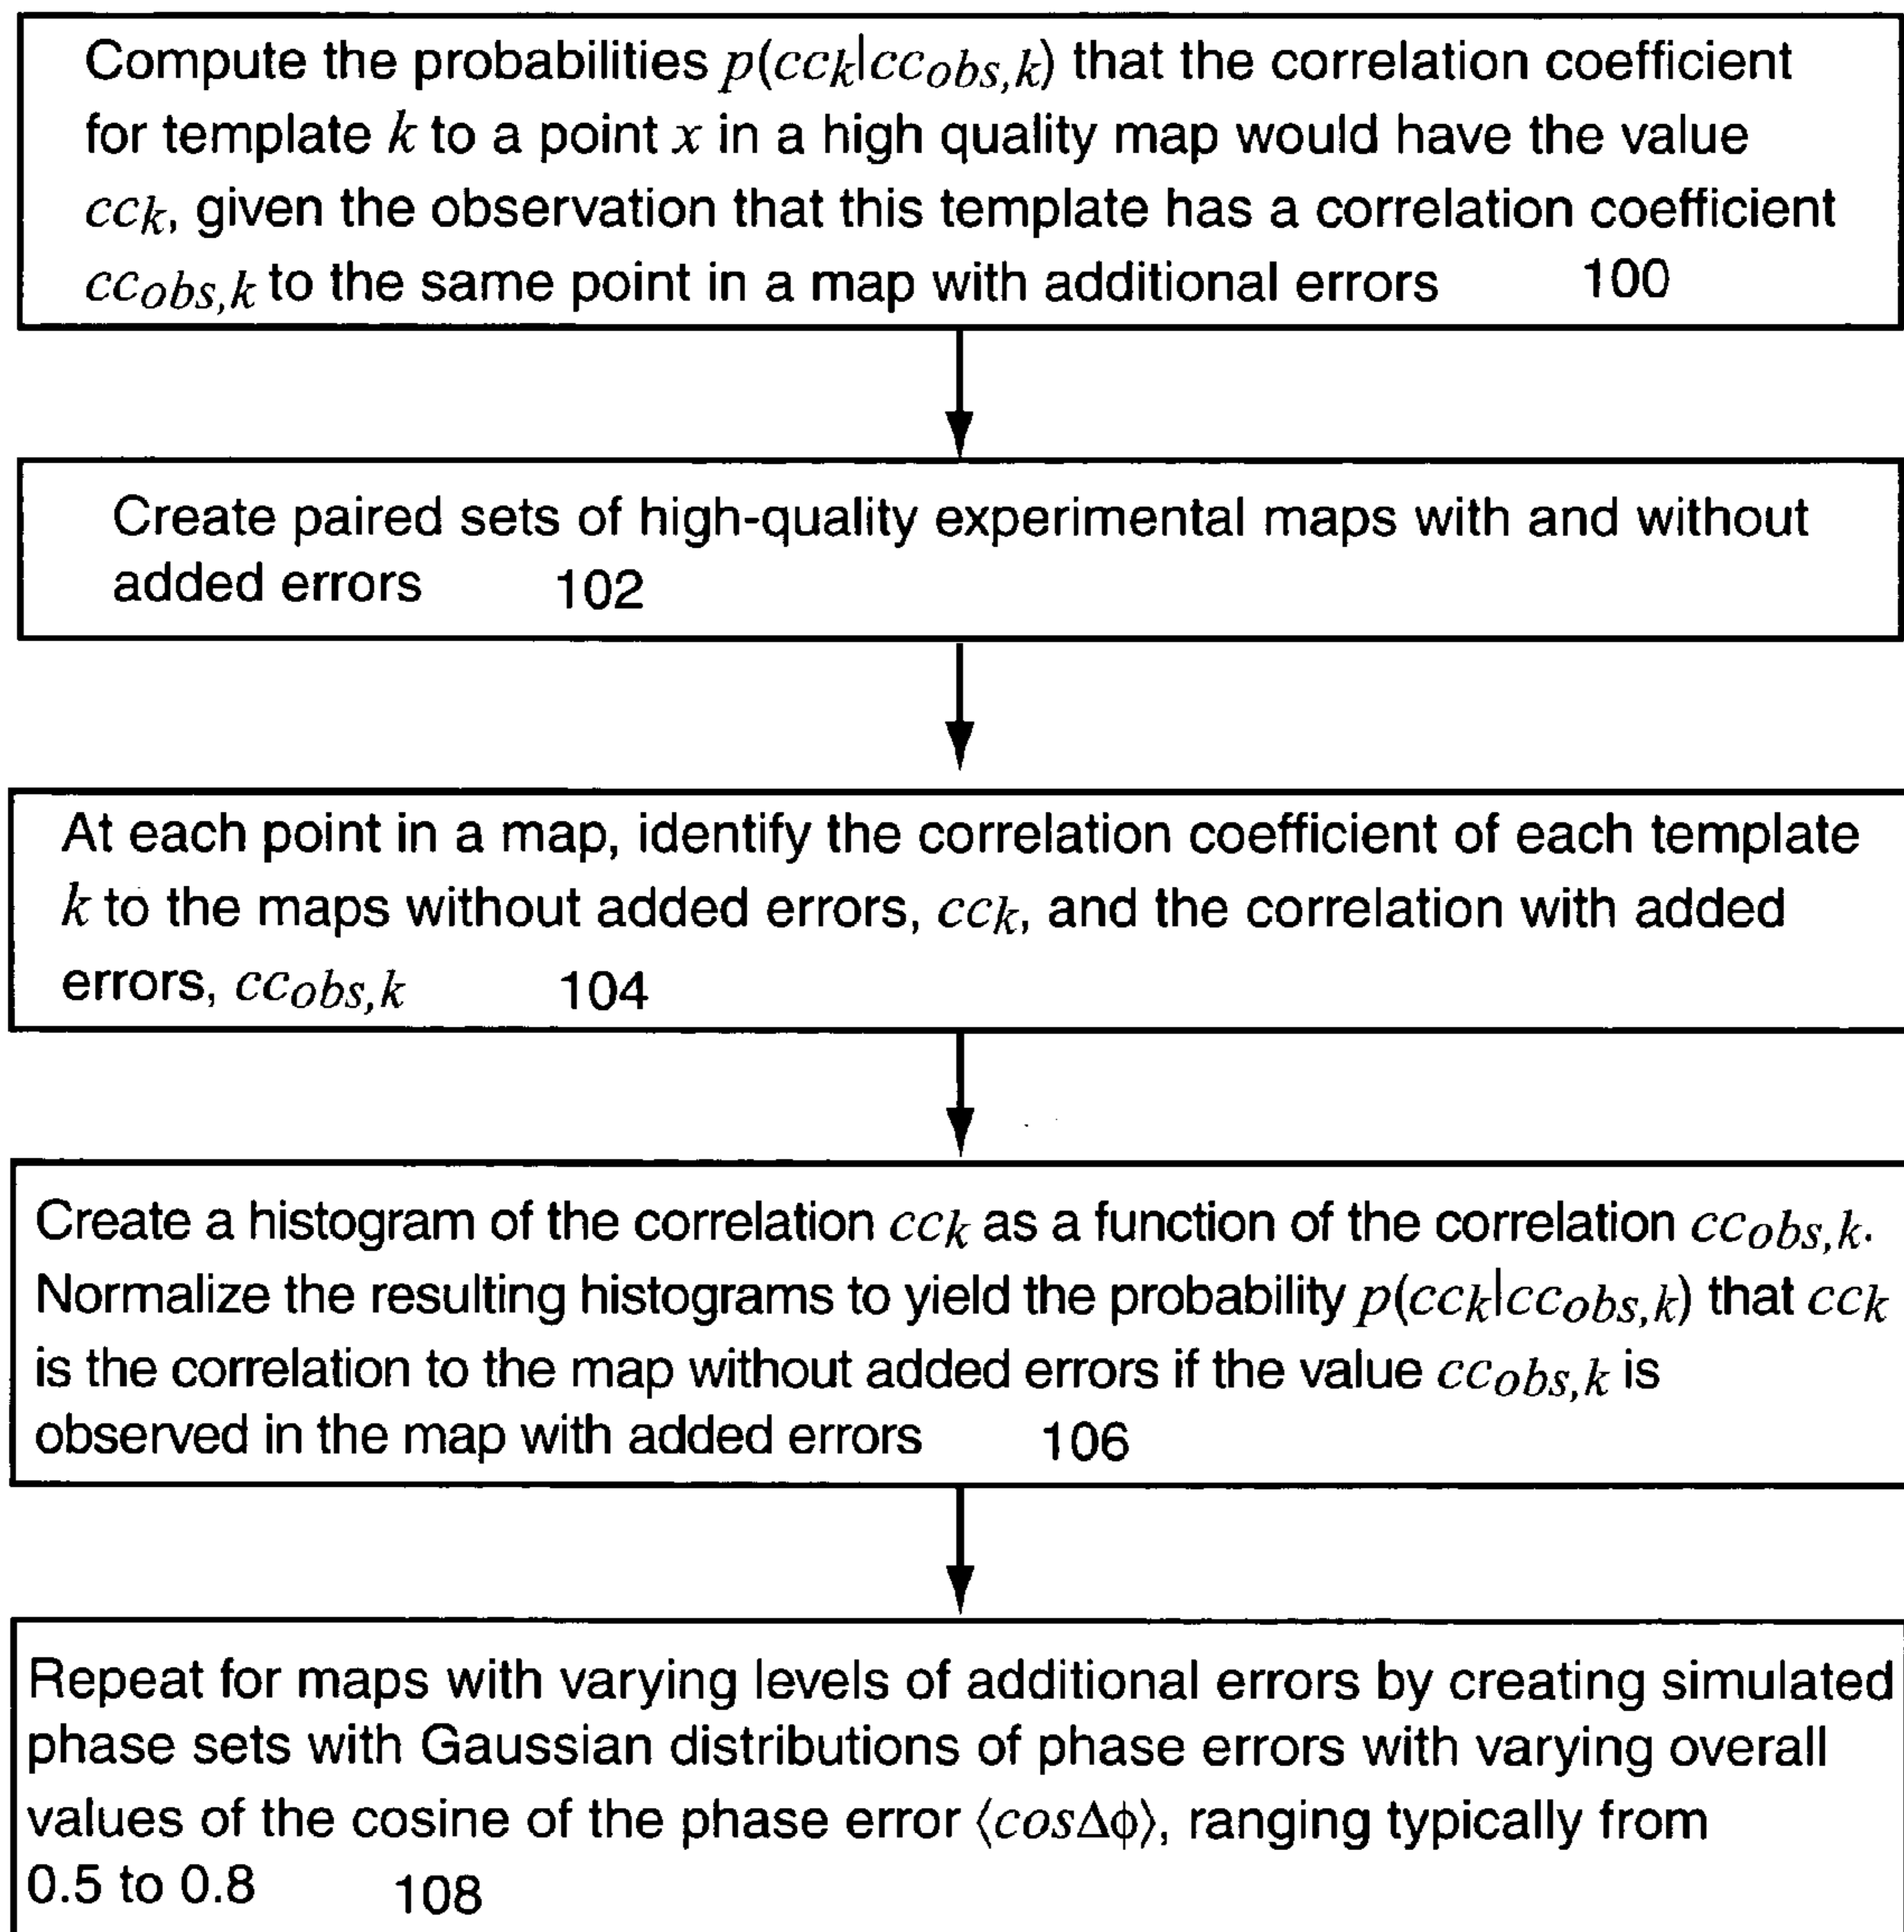 Compute the probabilities p(cck|ccobs,k) that the correlation coefficient
for template k to a point x in a high quality map would have the value
cck, given the observation that this template has a correlation coefficient
ccobs,k to the same point in a map with additional errors 100
Create paired sets of high-quality experimental maps with and without
added errors 102
At each point in a map, identify the correlation coefficient of each template
k to the maps without added errors, cck, and the correlation with added
errors, ccobs,k 104
Create a histogram of the correlation cck as a function of the correlation ccobs,k.
Normalize the resulting histograms to yield the probability p(cck|ccobs,k) that cck
is the correlation to the map without added errors if the value ccobs,k is
observed in the map with added errors 106
Repeat for maps with varying levels of additional errors by creating simulated
phase sets with Gaussian distributions of phase errors with varying overall
values of the cosine of the phase error ⟨cosΔϕ⟩, ranging typically from
0.5 to 0.8 108